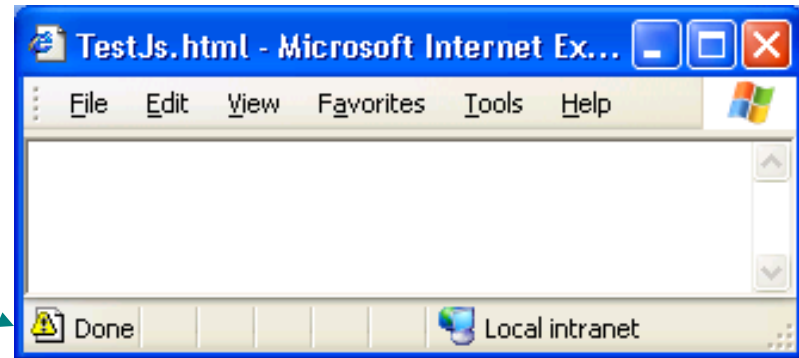 TestJs.html - Microsoft Internet Ex...
File Edit View Favorites Tools Help
Done Local intranet